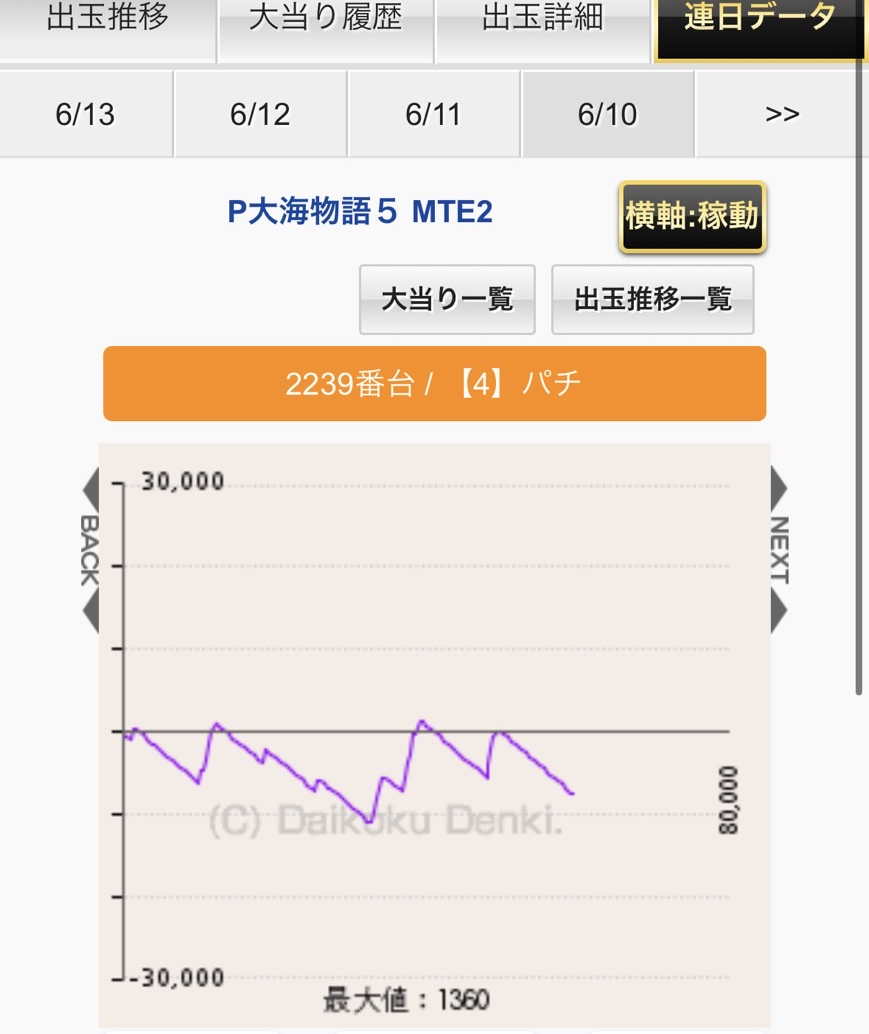 出玉推移 大当り履歴 出玉詳細 連日データ
6/13 6/12 6/11 6/10 >>
P大海物語5 MTE2
横軸:稼動
大当り一覧 出玉推移一覧
2239番台 / 【4】パチ
30,000
BACK
NEXT
80,000
(C) Daikoku Denki.
-30,000
最大値：1360